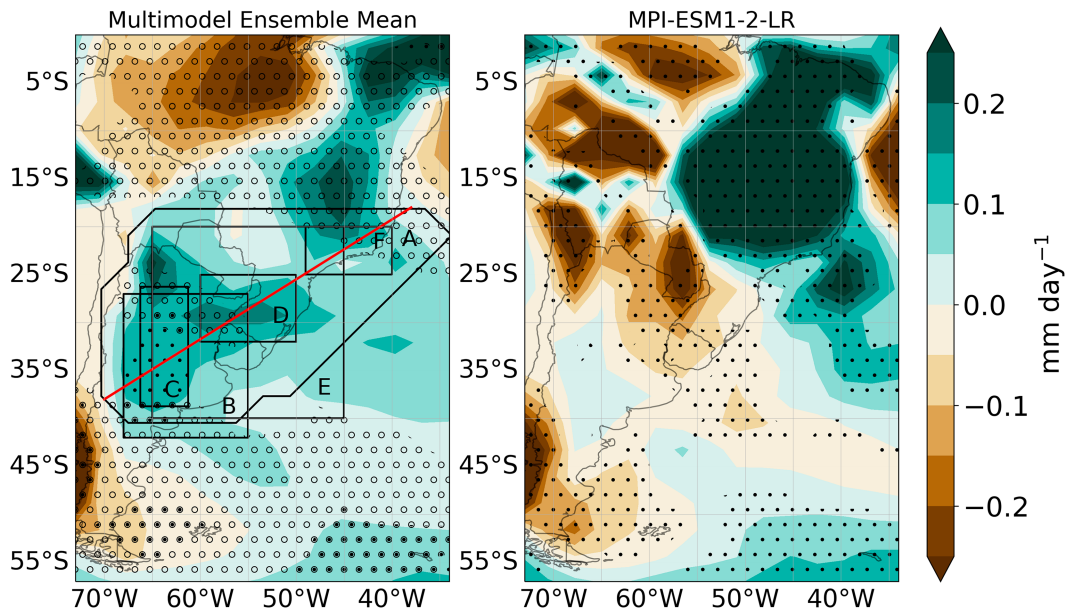 Multimodel Ensemble Mean
MPI-ESM1-2-LR
5°S
15°S
25°S
35°S
45°S
55°S
70°W
60°W
50°W
40°W
F
A
D
C
B
E
5°S
15°S
25°S
35°S
45°S
55°S
70°W
60°W
50°W
40°W
0.2
0.1
0.0
−0.1
−0.2
mm day⁻¹